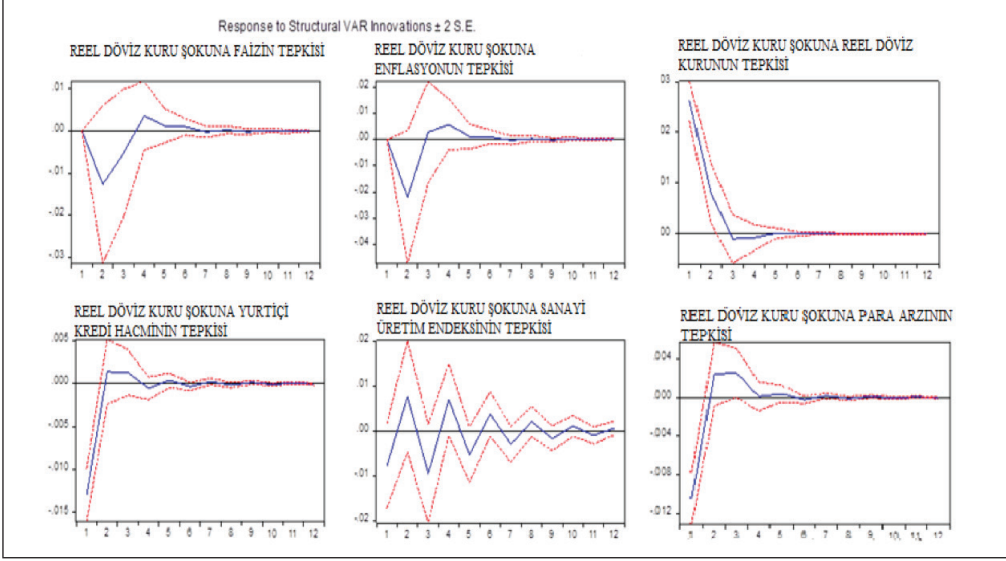 Response to Structural VAR Innovations ± 2 S.E.
REEL DÖVİZ KURU ŞOKUNA FAİZİN TEPKİSİ
.01
.00
-.01
-.02
-.03
1 2 3 4 5 6 7 8 9 10 11 12
REEL DÖVİZ KURU ŞOKUNA
ENFLASYONUN TEPKİSİ
.02
.01
.00
-.01
-.02
-.03
-.04
1 2 3 4 5 6 7 8 9 10 11 12
REEL DÖVİZ KURU ŞOKUNA REEL DÖVİZ
KURUNUN TEPKİSİ
.03
.02
.01
.00
1 2 3 4 5 6 7 8 9 10 11 12
REEL DÖVİZ KURU ŞOKUNA YURTİÇİ
KREDİ HACMİNİN TEPKİSİ
.005
.000
-.005
-.010
-.015
1 2 3 4 5 6 7 8 9 10 11 12
REEL DÖVİZ KURU ŞOKUNA SANAYİ
ÜRETİM ENDEKSİNİN TEPKİSİ
.02
.01
.00
-.01
-.02
1 2 3 4 5 6 7 8 9 10 11 12
REEL DÖVİZ KURU ŞOKUNA PARA ARZININ
TEPKİSİ
.004
.000
-.004
-.008
-.012
1 2 3 4 5 6 7 8 9 10 11 12